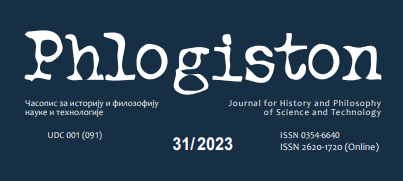 Phlogiston
Часопис за историју и филозофију
науке и технологије
Journal for History and Philosophy
of Science and Technology
UDC 001 (091)
31/2023
ISSN 0354-6640
ISSN 2620-1720 (Online)